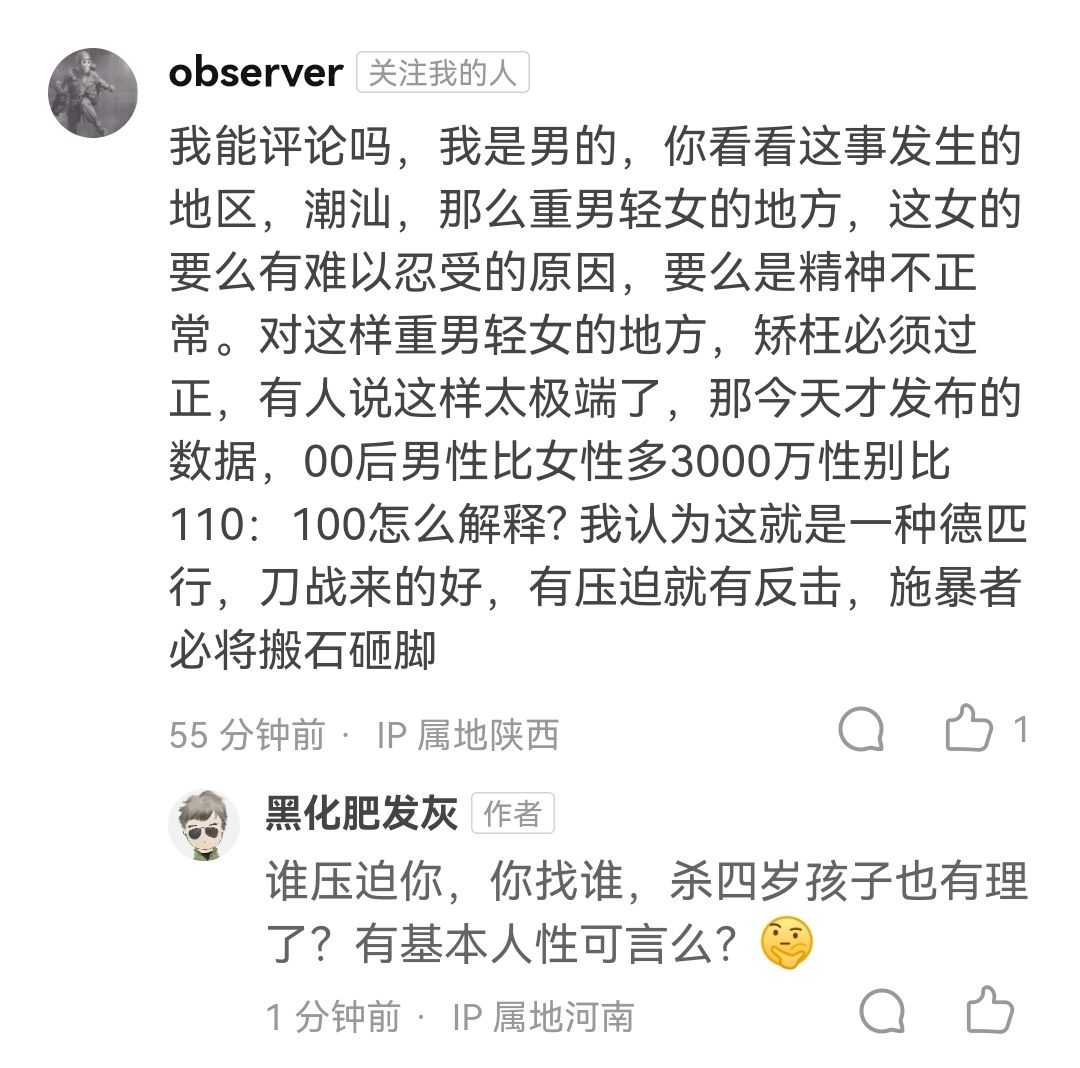 observer 关注我的人
我能评论吗，我是男的，你看看这事发生的
地区，潮汕，那么重男轻女的地方，这女的
要么有难以忍受的原因，要么是精神不正
常。对这样重男轻女的地方，矫枉必须过
正，有人说这样太极端了，那今天才发布的
数据，00后男性比女性多3000万性别比
110：100怎么解释？我认为这就是一种德匹
行，刀战来的好，有压迫就有反击，施暴者
必将搬石砸脚
55 分钟前 · IP 属地陕西
1
黑化肥发灰 作者
谁压迫你，你找谁，杀四岁孩子也有理
了？有基本人性可言么？🤔
1 分钟前 · IP 属地河南